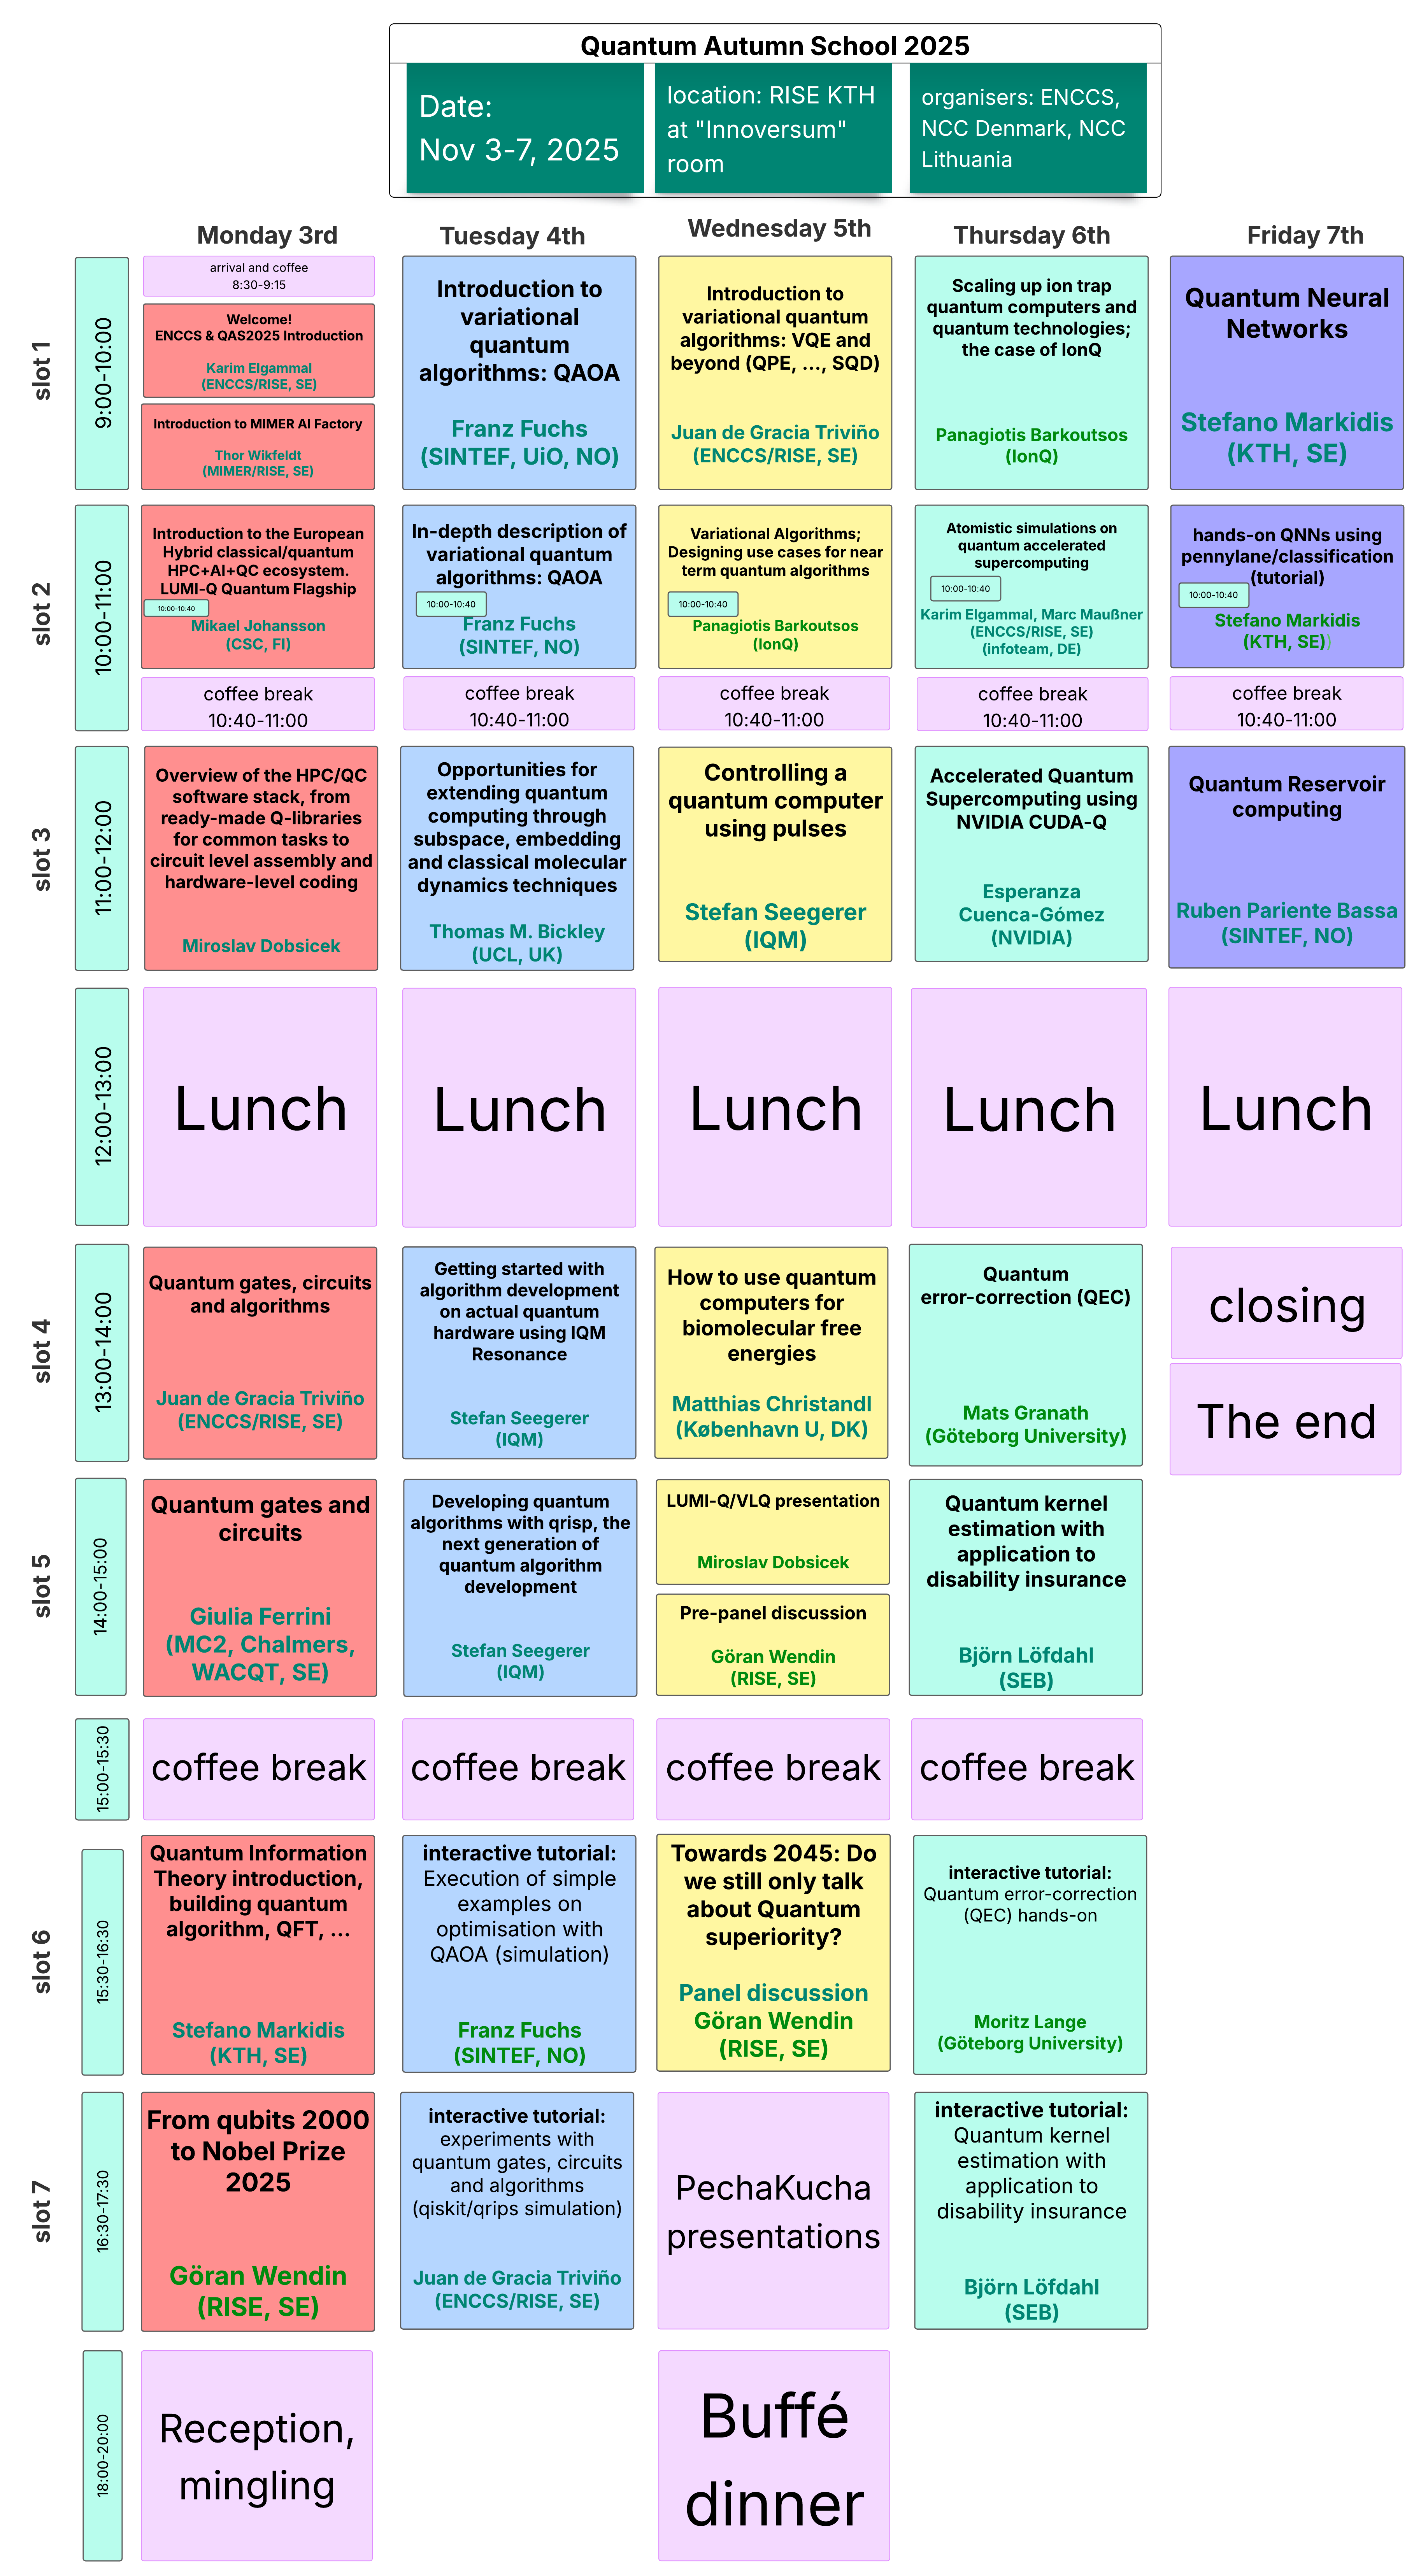 Quantum Autumn School 2025
Date:
Nov 3-7, 2025
location: RISE KTH
at "Innoversum"
room
organisers: ENCCS,
NCC Denmark, NCC
Lithuania
Monday 3rd
Tuesday 4th
Wednesday 5th
Thursday 6th
Friday 7th
slot 1
9:00-10:00
arrival and coffee
8:30-9:15
Welcome!
ENCCS & QAS2025 Introduction
Karim Elgammal
(ENCCS/RISE, SE)
Introduction to MIMER AI Factory
Thor Wikfeldt
(MIMER/RISE, SE)
Introduction to
variational
quantum
algorithms: QAOA
Franz Fuchs
(SINTEF, UiO, NO)
Introduction to
variational quantum
algorithms: VQE and
beyond (QPE, ..., SQD)
Juan de Gracia Triviño
(ENCCS/RISE, SE)
Scaling up ion trap
quantum computers and
quantum technologies;
the case of IonQ
Panagiotis Barkoutsos
(IonQ)
Quantum Neural
Networks
Stefano Markidis
(KTH, SE)
slot 2
10:00-11:00
Introduction to the European
Hybrid classical/quantum
HPC+AI+QC ecosystem.
LUMI-Q Quantum Flagship
10:00-10:40
Mikael Johansson
(CSC, FI)
In-depth description of
variational quantum
algorithms: QAOA
10:00-10:40
Franz Fuchs
(SINTEF, NO)
Variational Algorithms;
Designing use cases for near
term quantum algorithms
10:00-10:40
Panagiotis Barkoutsos
(IonQ)
Atomistic simulations on
quantum accelerated
supercomputing
10:00-10:40
Karim Elgammal, Marc Maußner
(ENCCS/RISE, SE)
(infoteam, DE)
hands-on QNNs using
pennylane/classification
(tutorial)
10:00-10:40
Stefano Markidis
(KTH, SE))
coffee break
10:40-11:00
coffee break
10:40-11:00
coffee break
10:40-11:00
coffee break
10:40-11:00
coffee break
10:40-11:00
slot 3
11:00-12:00
Overview of the HPC/QC
software stack, from
ready-made Q-libraries
for common tasks to
circuit level assembly and
hardware-level coding
Miroslav Dobsicek
Opportunities for
extending quantum
computing through
subspace, embedding
and classical molecular
dynamics techniques
Thomas M. Bickley
(UCL, UK)
Controlling a
quantum computer
using pulses
Stefan Seegerer
(IQM)
Accelerated Quantum
Supercomputing using
NVIDIA CUDA-Q
Esperanza
Cuenca-Gómez
(NVIDIA)
Quantum Reservoir
computing
Ruben Pariente Bassa
(SINTEF, NO)
12:00-13:00
Lunch
Lunch
Lunch
Lunch
Lunch
slot 4
13:00-14:00
Quantum gates, circuits
and algorithms
Juan de Gracia Triviño
(ENCCS/RISE, SE)
Getting started with
algorithm development
on actual quantum
hardware using IQM
Resonance
Stefan Seegerer
(IQM)
How to use quantum
computers for
biomolecular free
energies
Matthias Christandl
(København U, DK)
Quantum
error-correction (QEC)
Mats Granath
(Göteborg University)
closing
The end
slot 5
14:00-15:00
Quantum gates and
circuits
Giulia Ferrini
(MC2, Chalmers,
WACQT, SE)
Developing quantum
algorithms with qrisp, the
next generation of
quantum algorithm
development
Stefan Seegerer
(IQM)
LUMI-Q/VLQ presentation
Miroslav Dobsicek
Pre-panel discussion
Göran Wendin
(RISE, SE)
Quantum kernel
estimation with
application to
disability insurance
Björn Löfdahl
(SEB)
15:00-15:30
coffee break
coffee break
coffee break
coffee break
slot 6
15:30-16:30
Quantum Information
Theory introduction,
building quantum
algorithm, QFT, ...
Stefano Markidis
(KTH, SE)
interactive tutorial:
Execution of simple
examples on
optimisation with
QAOA (simulation)
Franz Fuchs
(SINTEF, NO)
Towards 2045: Do
we still only talk
about Quantum
superiority?
Panel discussion
Göran Wendin
(RISE, SE)
interactive tutorial:
Quantum error-correction
(QEC) hands-on
Moritz Lange
(Göteborg University)
slot 7
16:30-17:30
From qubits 2000
to Nobel Prize
2025
Göran Wendin
(RISE, SE)
interactive tutorial:
experiments with
quantum gates, circuits
and algorithms
(qiskit/qrips simulation)
Juan de Gracia Triviño
(ENCCS/RISE, SE)
PechaKucha
presentations
interactive tutorial:
Quantum kernel
estimation with
application to
disability insurance
Björn Löfdahl
(SEB)
18:00-20:00
Reception,
mingling
Buffé
dinner